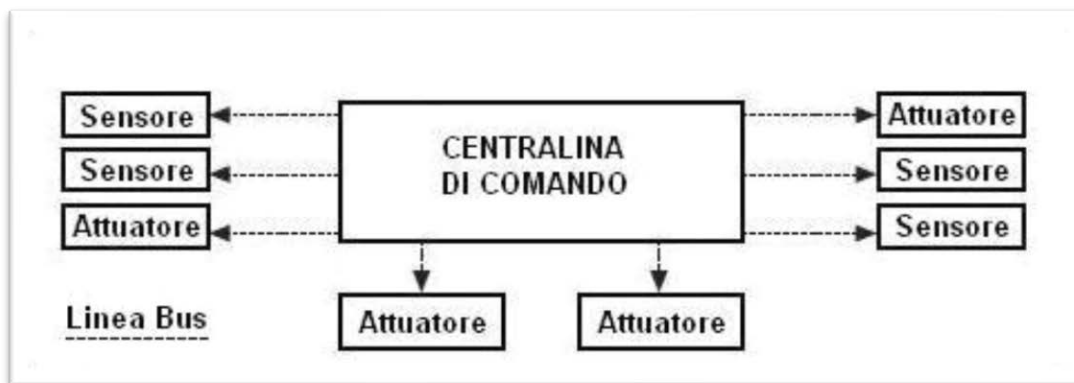 Sensore
Sensore
Attuatore
CENTRALINA
DI COMANDO
Attuatore
Sensore
Sensore
Linea Bus
Attuatore
Attuatore